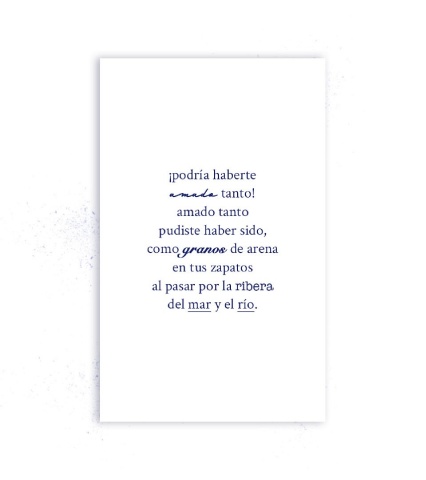 ¡podría haberte
amado tanto!
amado tanto
pudiste haber sido,
como granos de arena
en tus zapatos
al pasar por la ribera
del mar y el río.